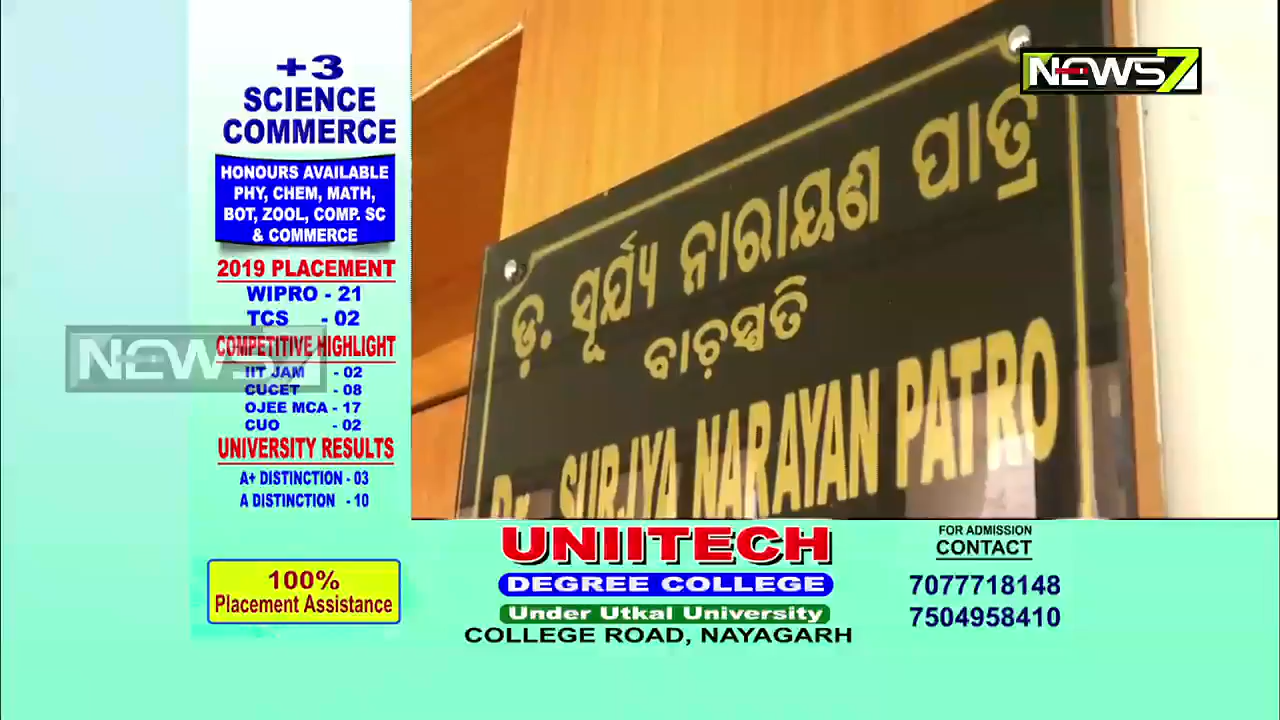 +3
SCIENCE
COMMERCE
HONOURS AVAILABLE
PHY, CHEM, MATH,
BOT, ZOOL, COMP. SC
& COMMERCE
2019 PLACEMENT
WIPRO - 21
TCS - 02
COMPETITIVE HIGHLIGHT
IIT JAM - 02
CUCET - 08
OJEE MCA - 17
CUO - 02
UNIVERSITY RESULTS
A+ DISTINCTION - 03
A DISTINCTION - 10
100%
Placement Assistance
NEWS7
NEWS7
ଡ଼. ସୂର୍ଯ୍ୟ ନାରାୟଣ ପାତ୍ର
ବାଚସ୍ପତି
Dr. SURJYA NARAYAN PATRO
UNIITECH
DEGREE COLLEGE
Under Utkal University
COLLEGE ROAD, NAYAGARH
FOR ADMISSION
CONTACT
7077718148
7504958410